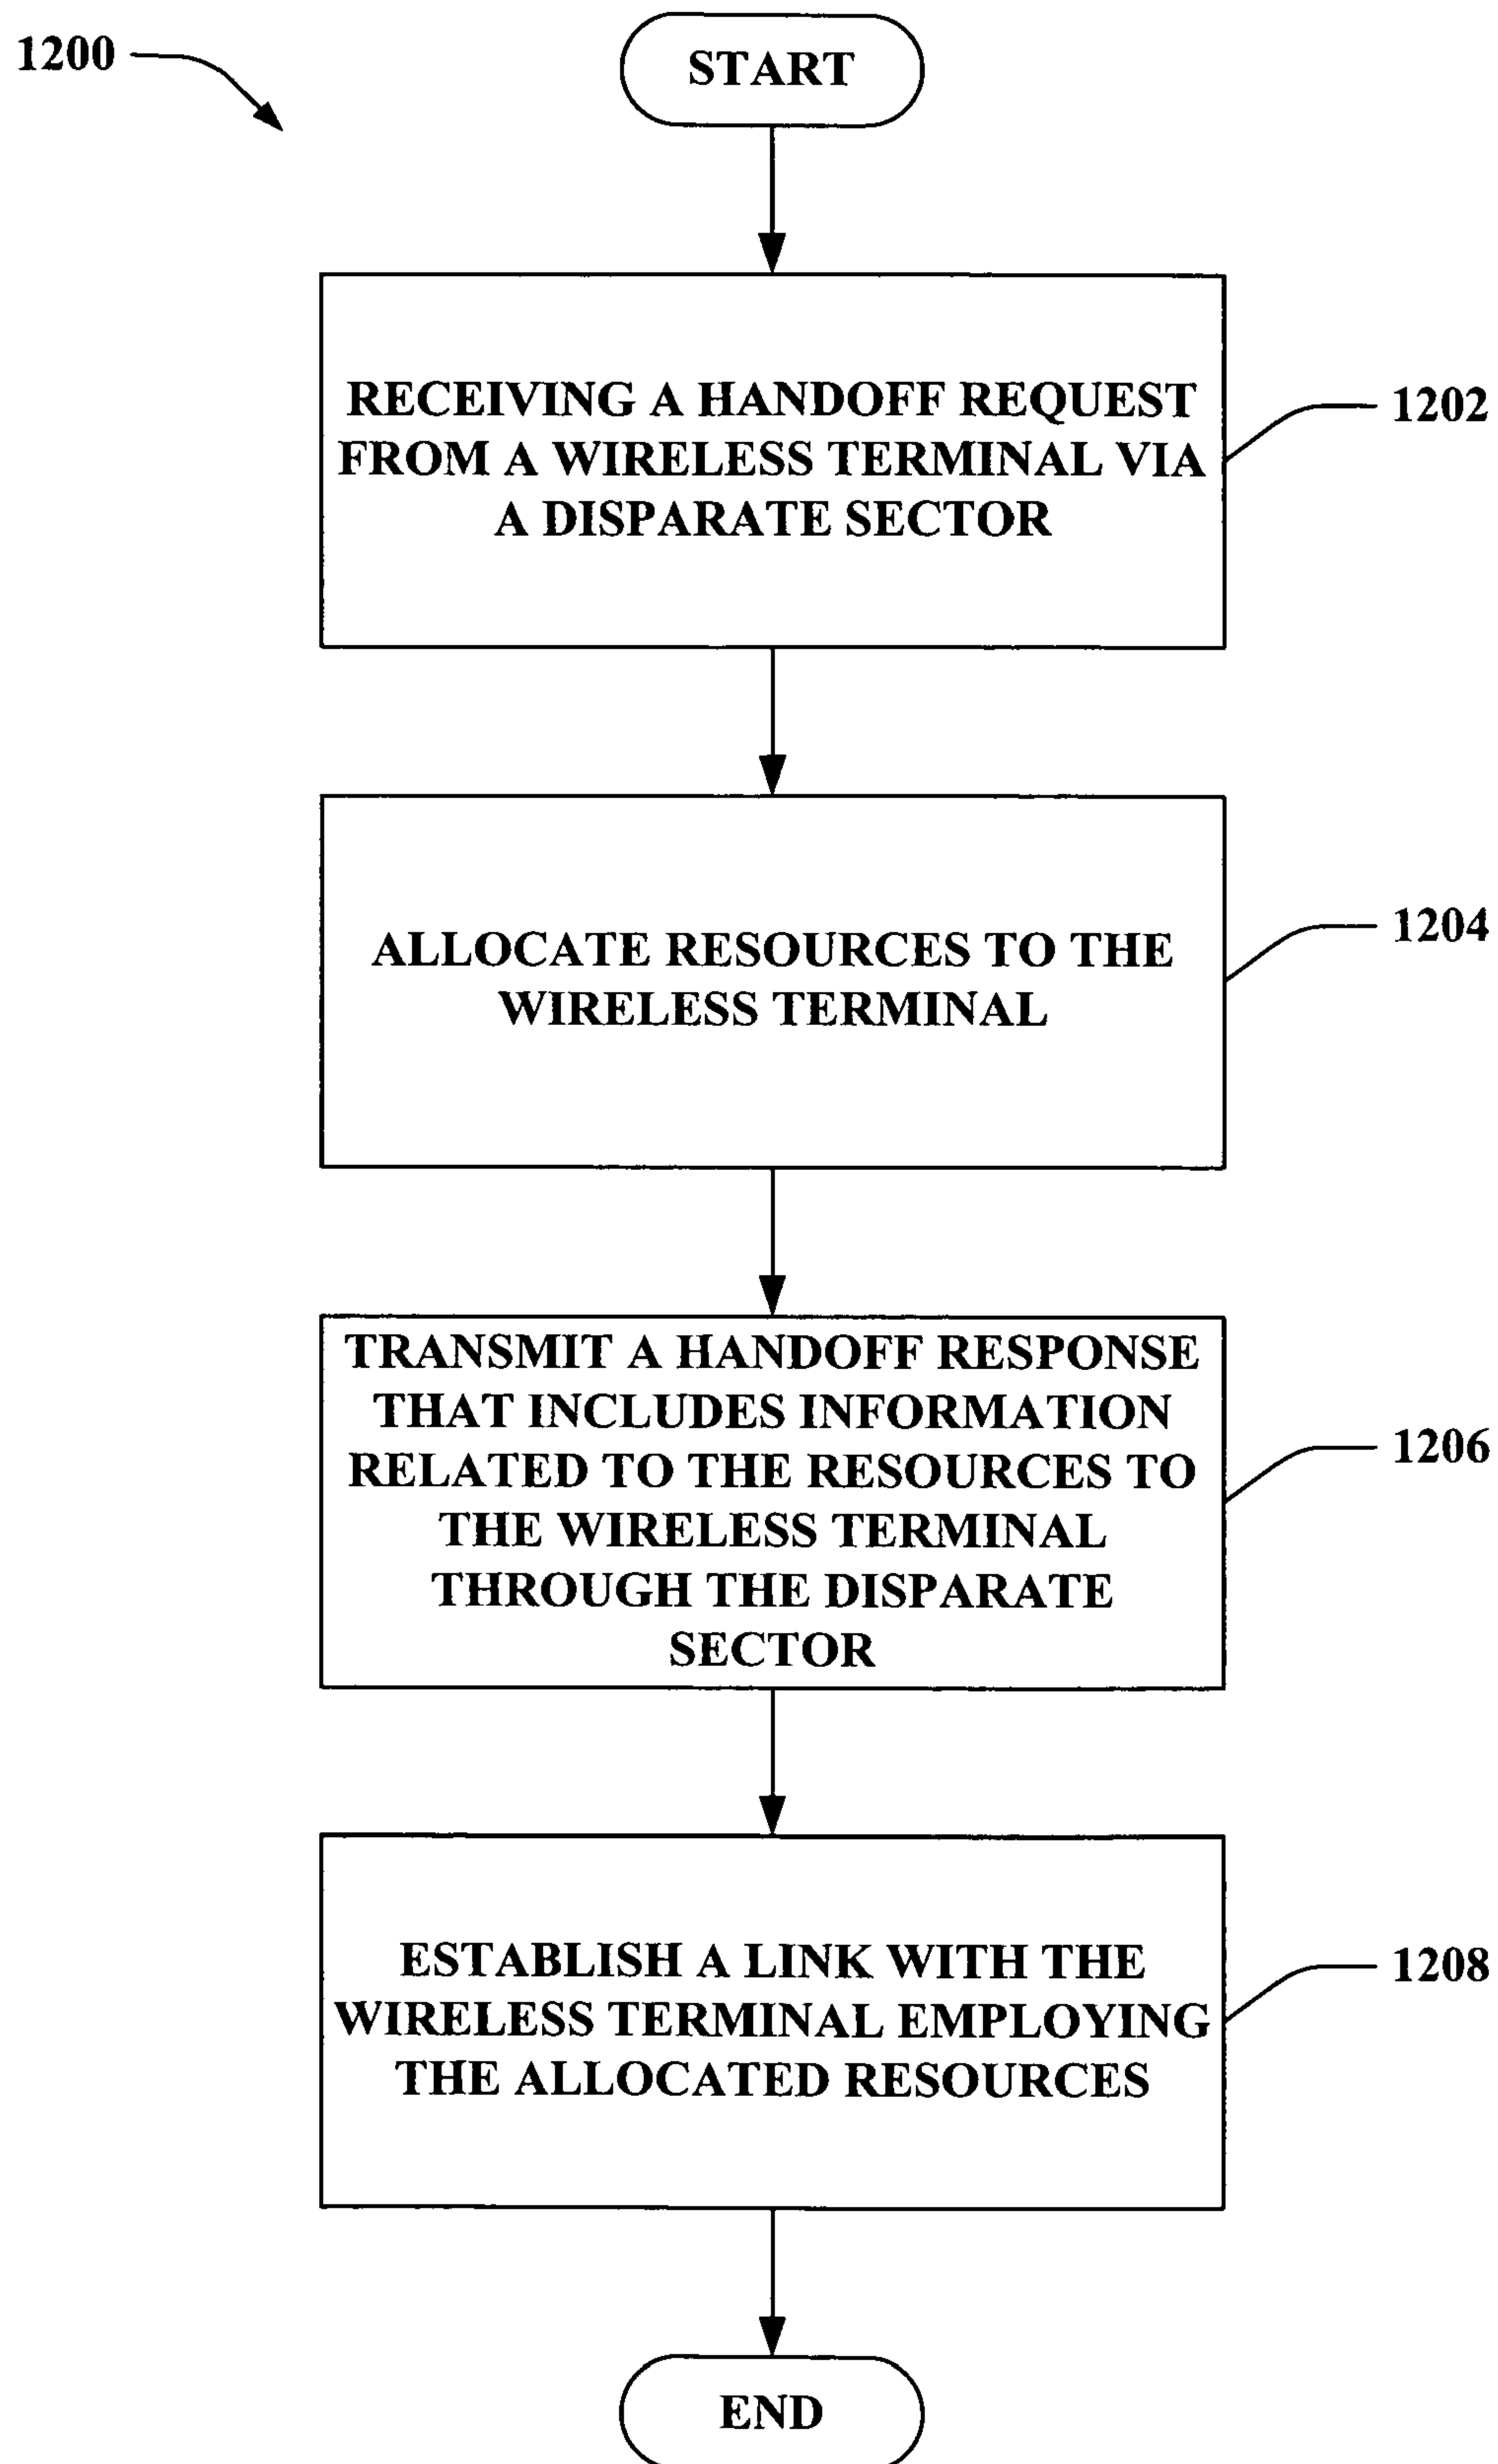 1200
START
RECEIVING A HANDOFF REQUEST
FROM A WIRELESS TERMINAL VIA
A DISPARATE SECTOR
1202
ALLOCATE RESOURCES TO THE
WIRELESS TERMINAL
1204
TRANSMIT A HANDOFF RESPONSE
THAT INCLUDES INFORMATION
RELATED TO THE RESOURCES TO
THE WIRELESS TERMINAL
THROUGH THE DISPARATE
SECTOR
1206
ESTABLISH A LINK WITH THE
WIRELESS TERMINAL EMPLOYING
THE ALLOCATED RESOURCES
1208
END